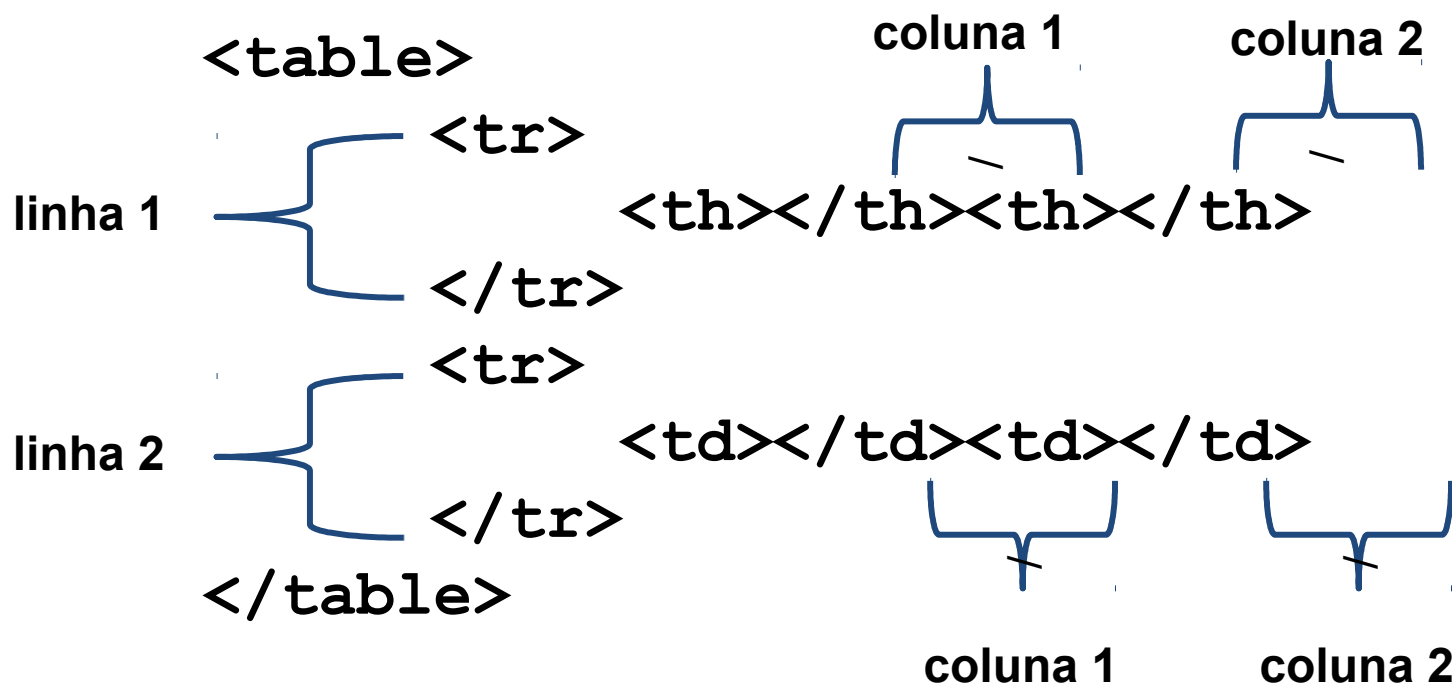 coluna 1 coluna 2
<table>
<tr>
linha 1 <th></th><th></th>
</tr>
<tr>
linha 2 <td></td><td></td>
</tr>
</table>
coluna 1 coluna 2